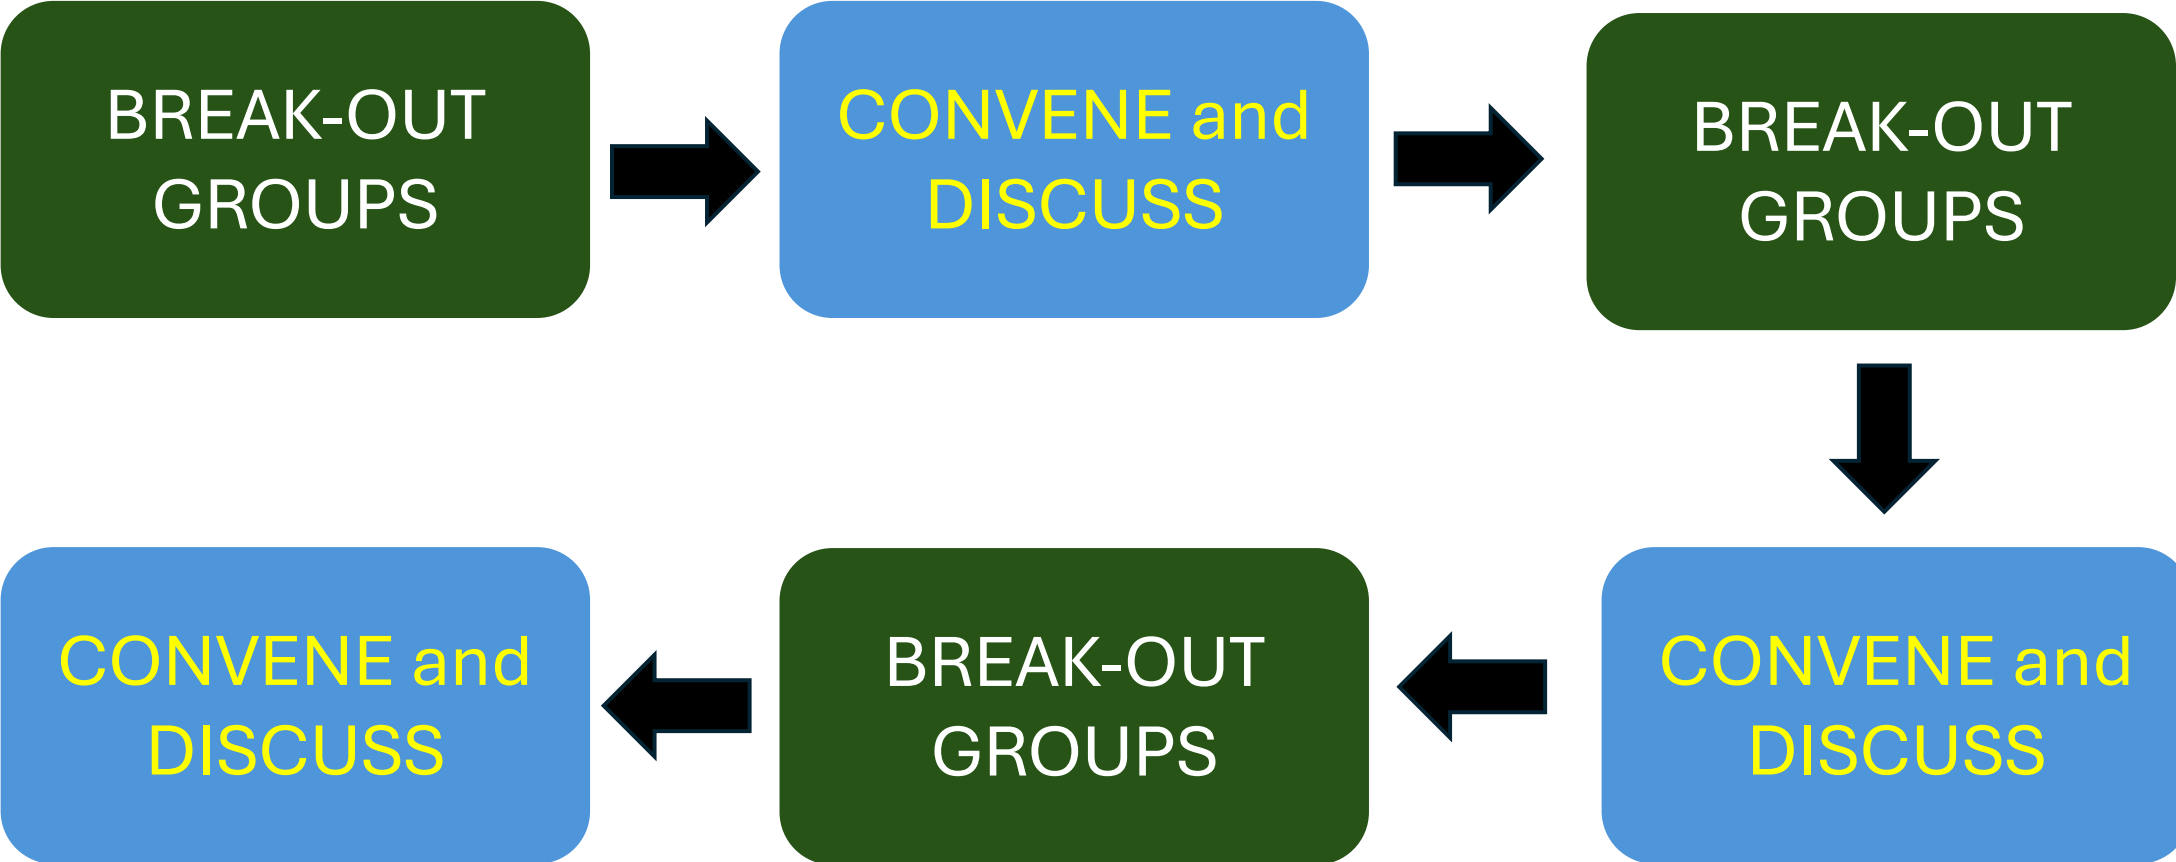 BREAK-OUT
GROUPS
CONVENE and
DISCUSS
BREAK-OUT
GROUPS
CONVENE and
DISCUSS
BREAK-OUT
GROUPS
CONVENE and
DISCUSS